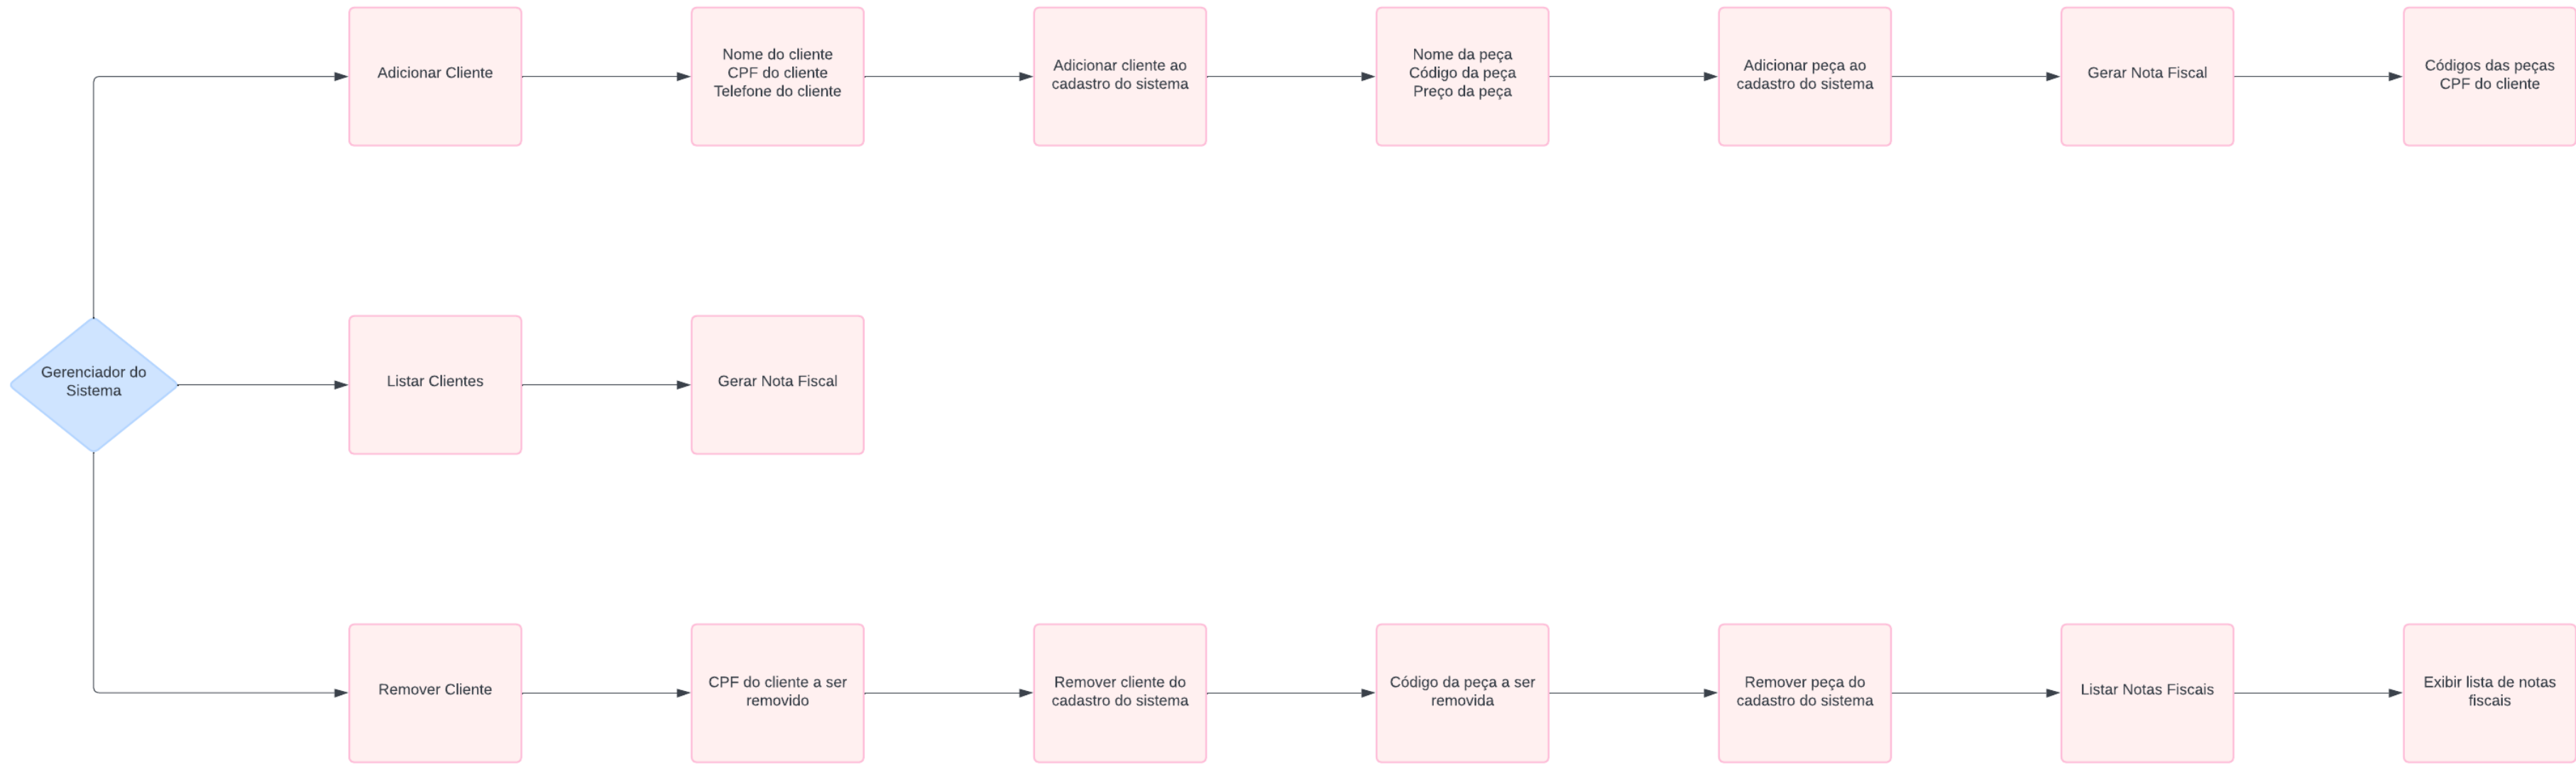 Adicionar Cliente
Nome do cliente
CPF do cliente
Telefone do cliente
Adicionar cliente ao
cadastro do sistema
Nome da peça
Código da peça
Preço da peça
Adicionar peça ao
cadastro do sistema
Gerar Nota Fiscal
Códigos das peças
CPF do cliente
Gerenciador do
Sistema
Listar Clientes
Gerar Nota Fiscal
Remover Cliente
CPF do cliente a ser
removido
Remover cliente do
cadastro do sistema
Código da peça a ser
removida
Remover peça do
cadastro do sistema
Listar Notas Fiscais
Exibir lista de notas
fiscais